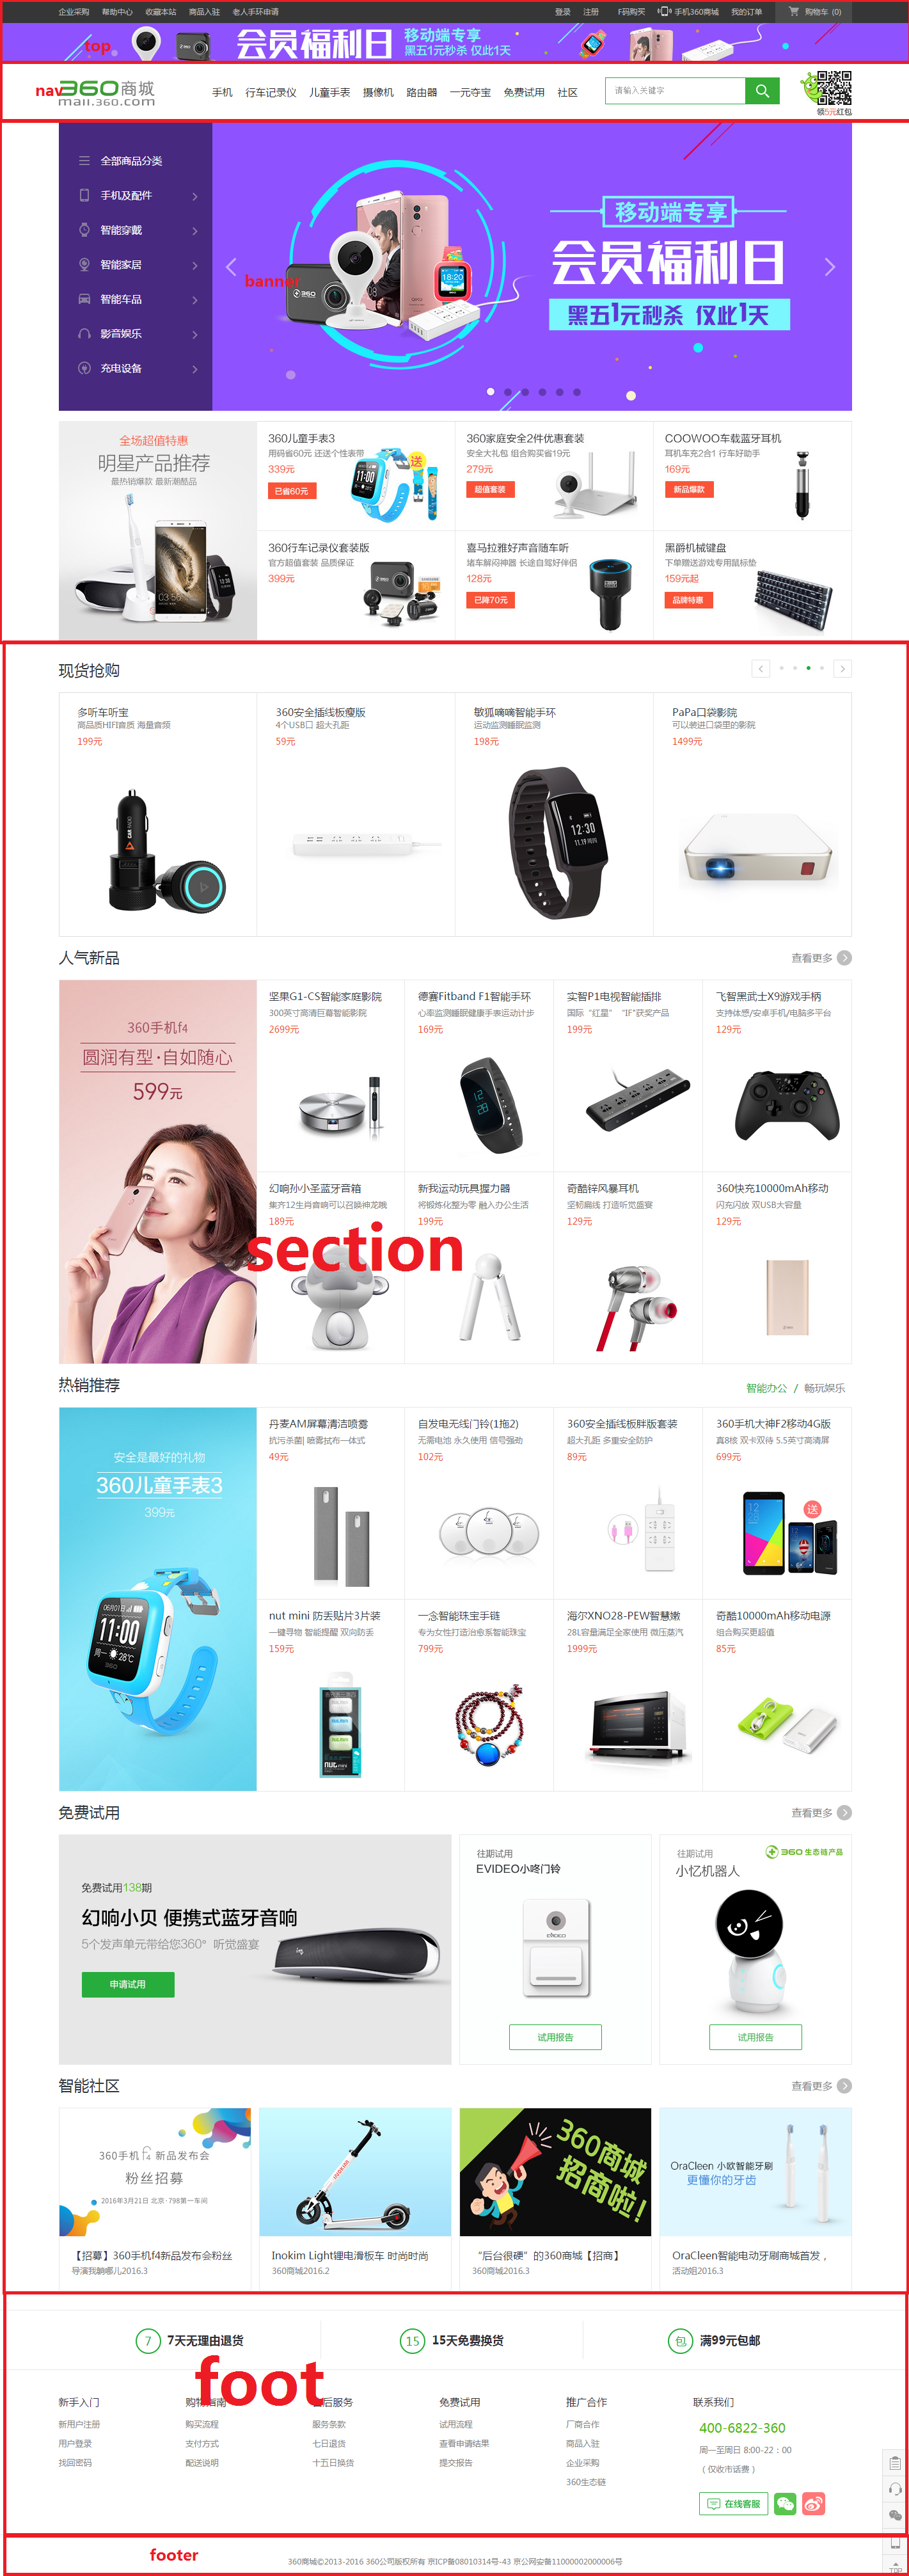 企业采购 帮助中心 收藏本站 商品入驻 老人手环申请 登录 注册 F码购买 手机360商城 我的订单 购物车 (0)
top 会员福利日 移动端专享
黑五1元秒杀 仅此1天
nav 360商城
mall.360.com
手机 行车记录仪 儿童手表 摄像机 路由器 一元夺宝 免费试用 社区 请输入关键字
领5元红包
全部商品分类
手机及配件
智能穿戴
智能家居
智能车品
影音娱乐
充电设备
banner
移动端专享
会员福利日
黑五1元秒杀 仅此1天
全场超值特惠
明星产品推荐
最热销爆款 最新潮酷品
360儿童手表3
用码省60元 还送个性表带
339元
已省60元
送
360家庭安全2件优惠套装
安全大礼包 组合购买省19元
279元
超值套装
COOWOO车载蓝牙耳机
耳机车充2合1 行车好助手
169元
新品爆款
360行车记录仪套装版
官方超值套装 品质保证
399元
喜马拉雅好声音随车听
堵车解闷神器 长途自驾好伴侣
128元
已降70元
黑爵机械键盘
下单赠送游戏专用鼠标垫
159元起
品牌特惠
现货抢购
多听车听宝
高品质HIFI音质 海量音频
199元
360安全插线板瘦版
4个USB口 超大孔距
59元
敏狐嘀嘀智能手环
运动监测睡眠监测
198元
PaPa口袋影院
可以装进口袋里的影院
1499元
人气新品 查看更多
360手机f4
圆润有型·自如随心
599元
坚果G1-CS智能家庭影院
300英寸高清巨幕智能影院
2699元
德赛Fitband F1智能手环
心率监测睡眠健康手表运动计步
169元
实智P1电视智能插排
国际“红星” “IF”获奖产品
199元
飞智黑武士X9游戏手柄
支持体感/安卓手机/电脑多平台
129元
幻响孙小圣蓝牙音箱
集齐12生肖音响可以召唤神龙哦
189元
新我运动玩具握力器
将锻炼化整为零 融入办公生活
199元
奇酷锌风暴耳机
坚韧扁线 打造听觉盛宴
129元
360快充10000mAh移动
闪充闪放 双USB大容量
129元
section
热销推荐 智能办公 / 畅玩娱乐
安全是最好的礼物
360儿童手表3
399元
丹麦AM屏幕清洁喷雾
抗污杀菌| 喷雾拭布一体式
49元
自发电无线门铃(1拖2)
无需电池 永久使用 信号强劲
102元
360安全插线板胖版套装
超大孔距 多重安全防护
89元
360手机大神F2移动4G版
真8核 双卡双待 5.5英寸高清屏
699元
送
nut mini 防丢贴片3片装
一键寻物 智能提醒 双向防丢
159元
一念智能珠宝手链
专为女性打造治愈系智能珠宝
799元
海尔XNO28-PEW智慧嫩
28L容量满足全家使用 微压蒸汽
1999元
奇酷10000mAh移动电源
组合购买更超值
85元
免费试用 查看更多
免费试用138期
幻响小贝 便携式蓝牙音响
5个发声单元带给您360°听觉盛宴
申请试用
往期试用
EVIDEO小咚门铃
试用报告
360生态链产品
往期试用
小忆机器人
试用报告
智能社区 查看更多
360手机f4 新品发布会
粉丝招募
2016年3月21日 北京·798第一车间
【招募】360手机f4新品发布会粉丝
导演我躺哪儿2016.3
Inokim Light锂电滑板车 时尚时尚
360商城2016.2
360商城
招商啦!
“后台很硬”的360商城【招商】
360商城2016.3
OraCleen 小欧智能牙刷
更懂你的牙齿
OraCleen智能电动牙刷商城首发，
活动姐2016.3
7 7天无理由退货 15 15天免费换货 包 满99元包邮
foot
新手入门
新用户注册
用户登录
找回密码
购物指南
购买流程
支付方式
配送说明
售后服务
服务条款
七日退货
十五日换货
免费试用
试用流程
查看申请结果
提交报告
推广合作
厂商合作
商品入驻
企业采购
360生态链
联系我们
400-6822-360
周一至周日 8:00-22：00
（仅收市话费）
在线客服
TOP
footer
360商城©2013-2016 360公司版权所有 京ICP备08010314号-43 京公网安备11000002000006号